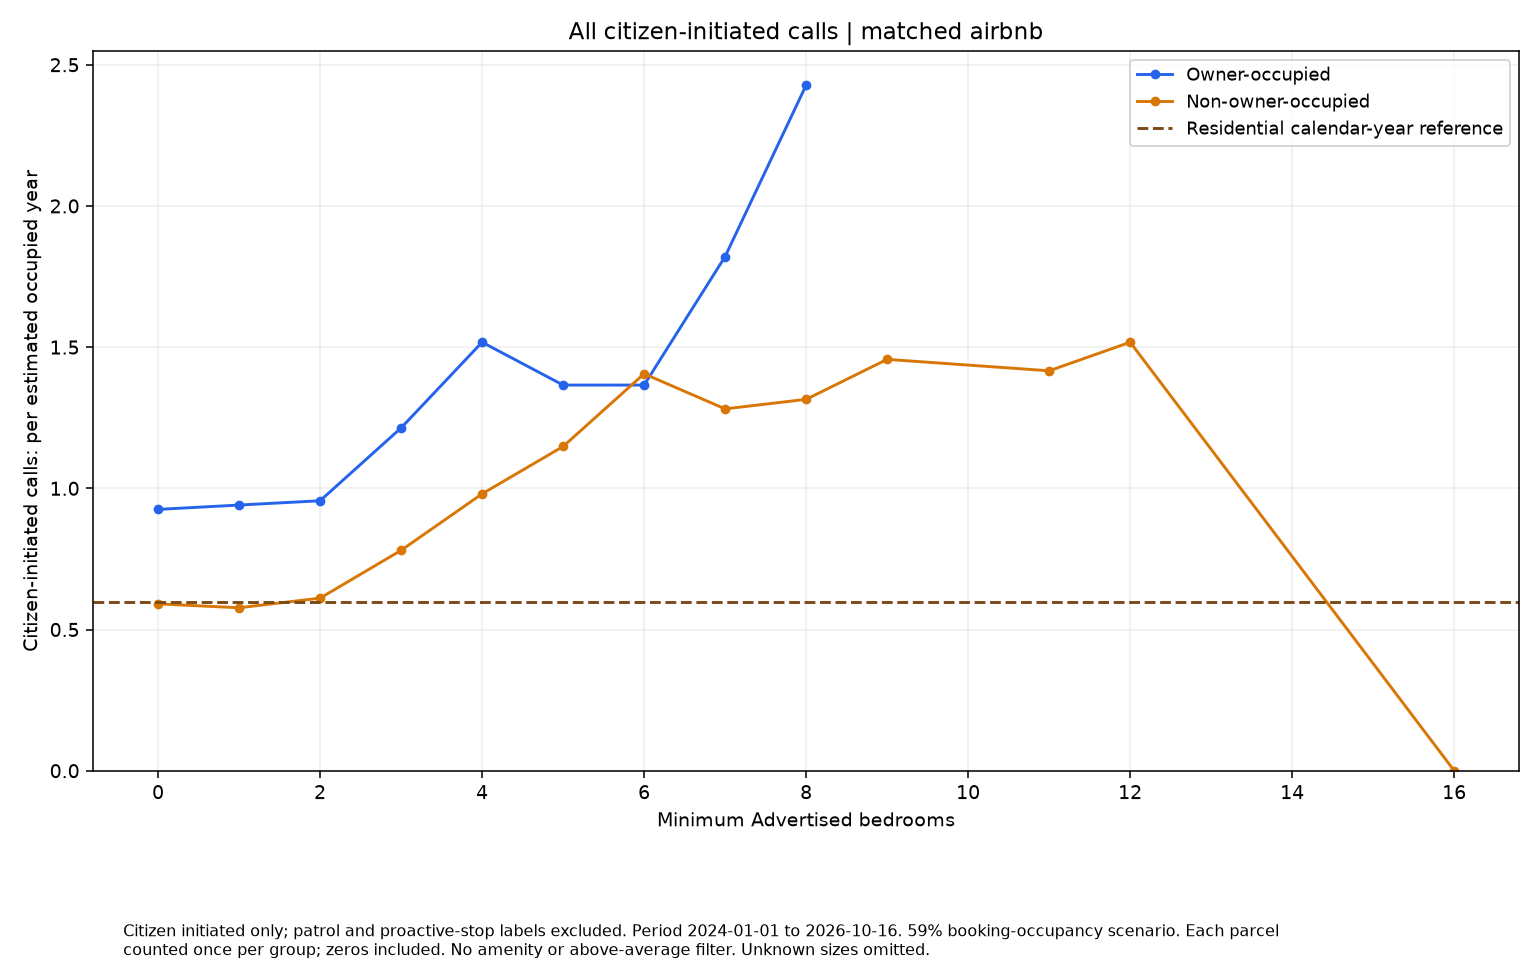 All citizen-initiated calls | matched airbnb
Citizen-initiated calls: per estimated occupied year
2.5
2.0
1.5
1.0
0.5
0.0
Owner-occupied
Non-owner-occupied
Residential calendar-year reference
0 2 4 6 8 10 12 14 16
Minimum Advertised bedrooms
Citizen initiated only; patrol and proactive-stop labels excluded. Period 2024-01-01 to 2026-10-16. 59% booking-occupancy scenario. Each parcel
counted once per group; zeros included. No amenity or above-average filter. Unknown sizes omitted.